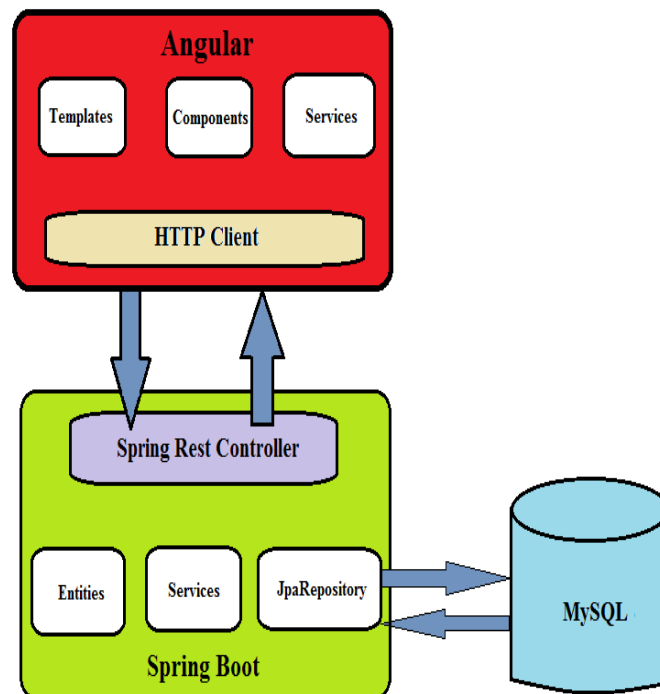 Angular
Templates
Components
Services
HTTP Client
Spring Rest Controller
Entities
Services
JpaRepository
MySQL
Spring Boot